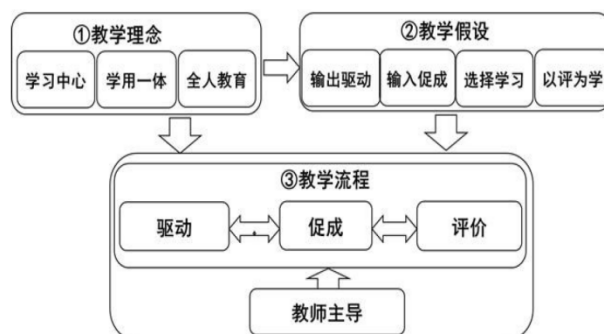 ①教学理念
学习中心
学用一体
全人教育
②教学假设
输出驱动
输入促成
选择学习
以评为学
③教学流程
驱动
促成
评价
教师主导